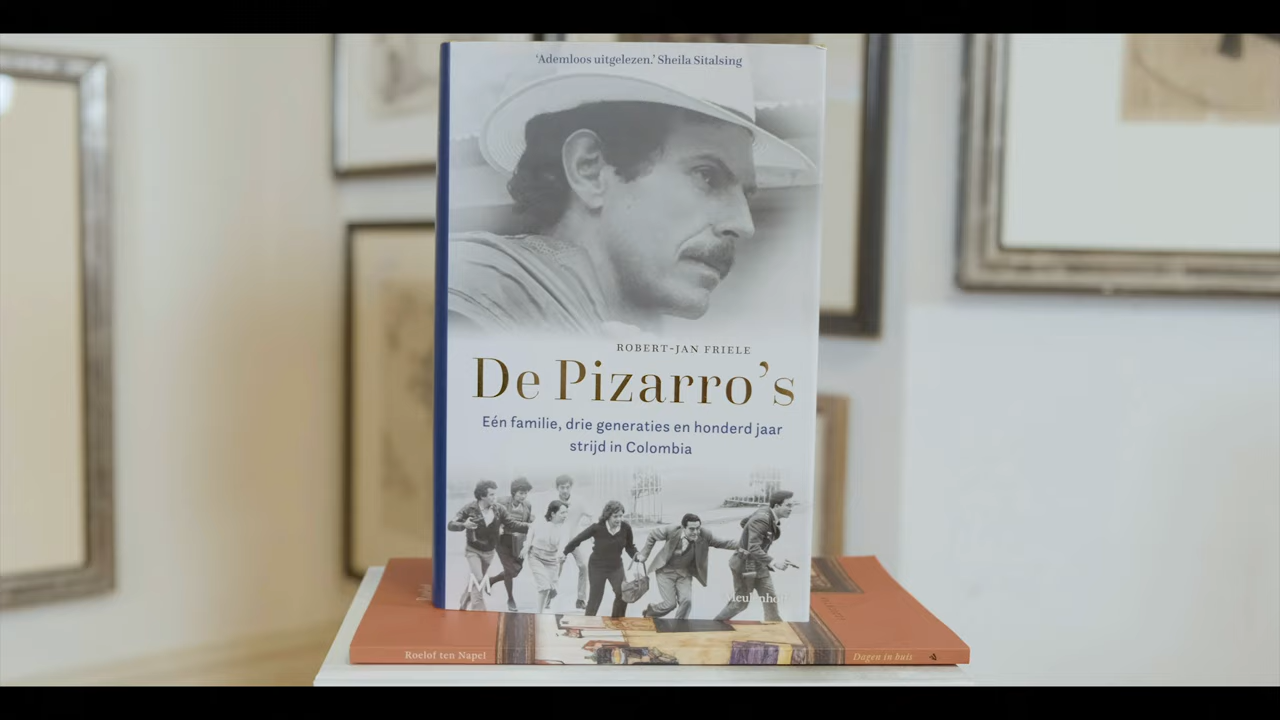 ‘Ademloos uitgelezen.’ Sheila Sitalsing
ROBERT-JAN FRIELE
De Pizarro’s
Eén familie, drie generaties en honderd jaar
strijd in Colombia
M
Meulenhoff
Roelof ten Napel
Dagen in huis